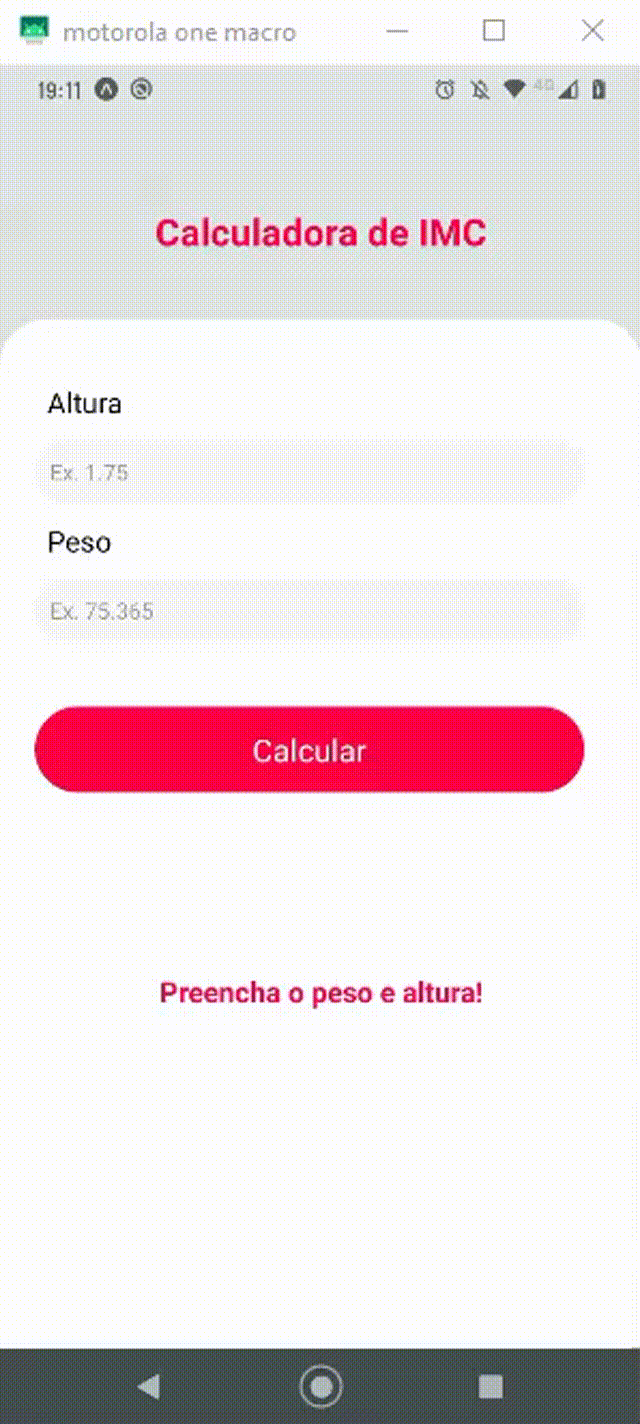 motorola one macro
19:11
4G
Calculadora de IMC
Altura
Ex. 1.75
Peso
Ex. 75.365
Calcular
Preencha o peso e altura!